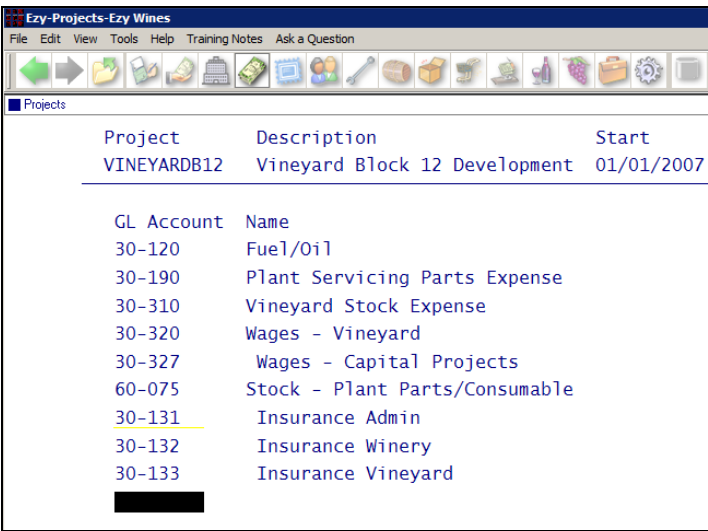 Ezy-Projects-Ezy Wines
File Edit View Tools Help Training Notes Ask a Question
Projects
Project Description Start
VINEYARDB12 Vineyard Block 12 Development 01/01/2007
GL Account Name
30-120 Fuel/Oil
30-190 Plant Servicing Parts Expense
30-310 Vineyard Stock Expense
30-320 Wages - Vineyard
30-327 Wages - Capital Projects
60-075 Stock - Plant Parts/Consumable
30-131 Insurance Admin
30-132 Insurance Winery
30-133 Insurance Vineyard